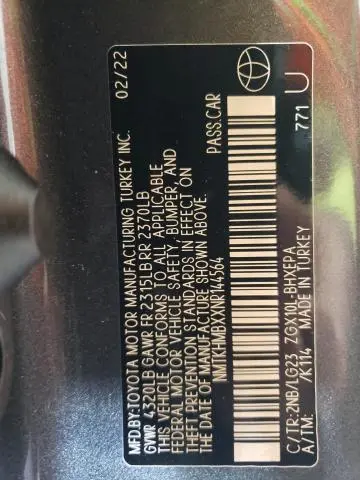 MFD.BY:TOYOTA MOTOR MANUFACTURING TURKEY INC. 02/22
GVWR 4320LB GAWR FR 2315LB RR 2370LB
THIS VEHICLE CONFORMS TO ALL APPLICABLE
FEDERAL MOTOR VEHICLE SAFETY, BUMPER, AND
THEFT PREVENTION STANDARDS IN EFFECT ON
THE DATE OF MANUFACTURE SHOWN ABOVE.
NMTKHMBXXNR144564 PASS.CAR
C/TR:2NB/LG23 ZGX10L-BHXEPA
A/TM: /K114 MADE IN TURKEY
771 U